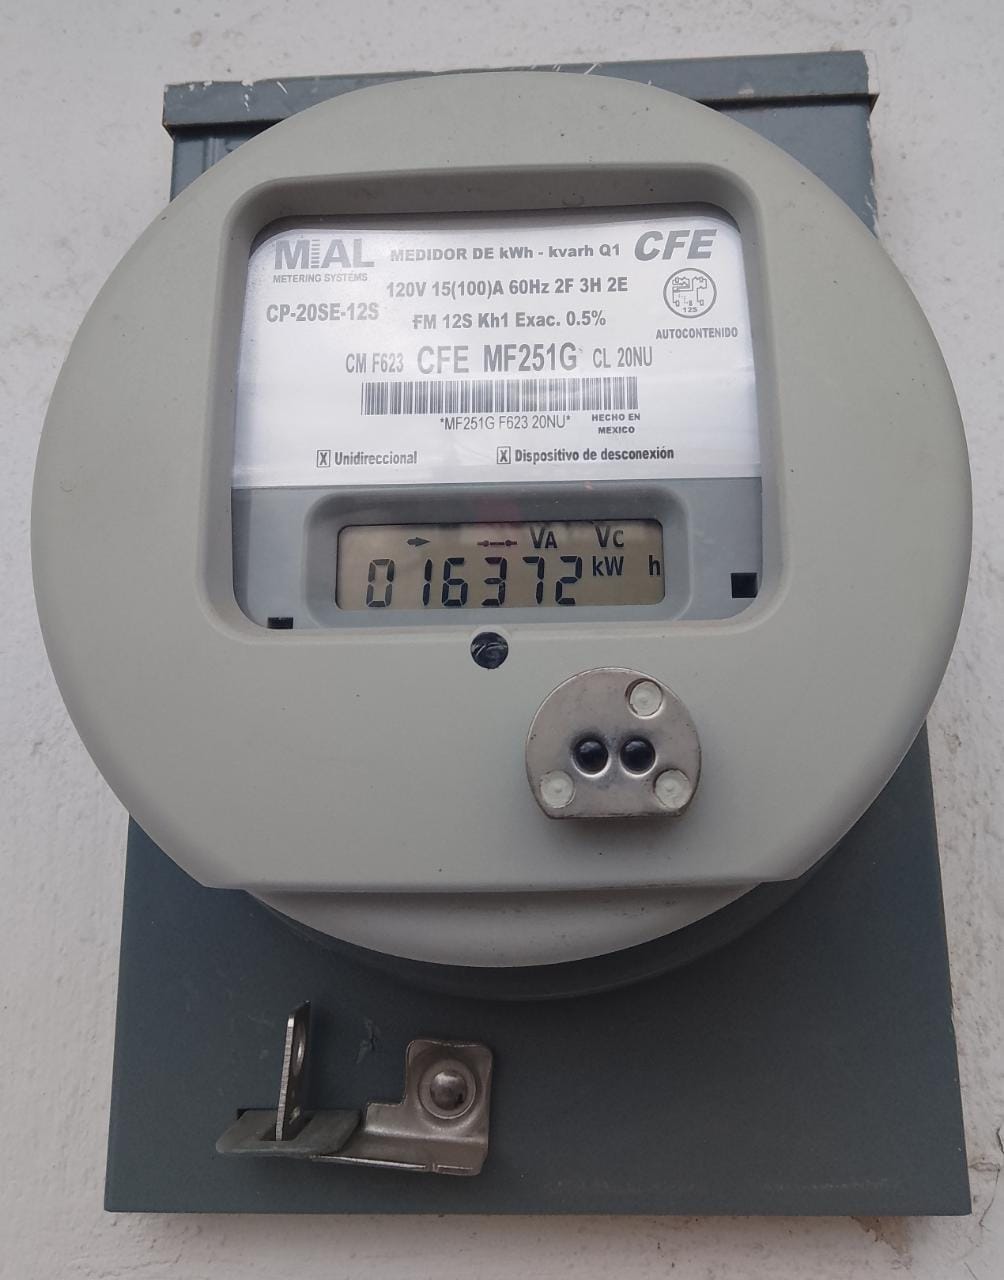 MIAL
METERING SYSTEMS
MEDIDOR DE kWh - kvarh Q1
CFE
120V 15(100)A 60Hz 2F 3H 2E
CP-20SE-12S
FM 12S Kh1 Exac. 0.5%
12S
AUTOCONTENIDO
CM F623 CFE MF251G CL 20NU
*MF251G F623 20NU*
HECHO EN
MEXICO
X Unidireccional
X Dispositivo de desconexión
VA VC
016372 kW h